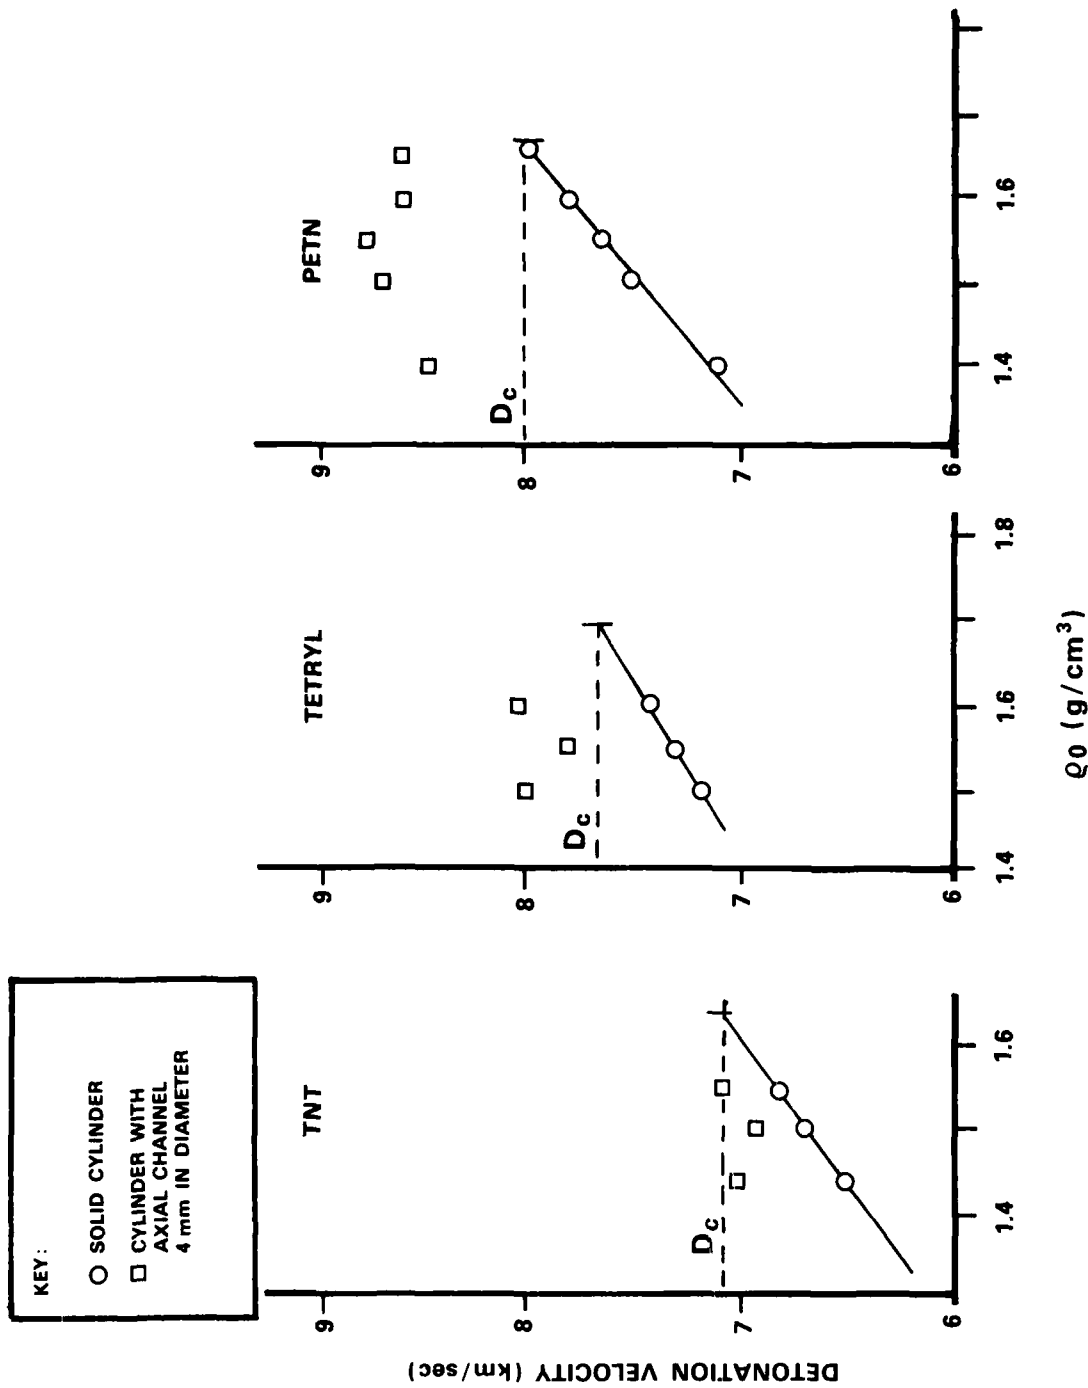 KEY:
○ SOLID CYLINDER
□ CYLINDER WITH
AXIAL CHANNEL
4 mm IN DIAMETER
DETONATION VELOCITY (km/sec)
TNT
9
8
7
6
Dc
1.4
1.6
TETRYL
9
8
7
6
Dc
1.4
1.6
1.8
PETN
9
8
7
6
Dc
1.4
1.6
ϱ0 (g/cm³)